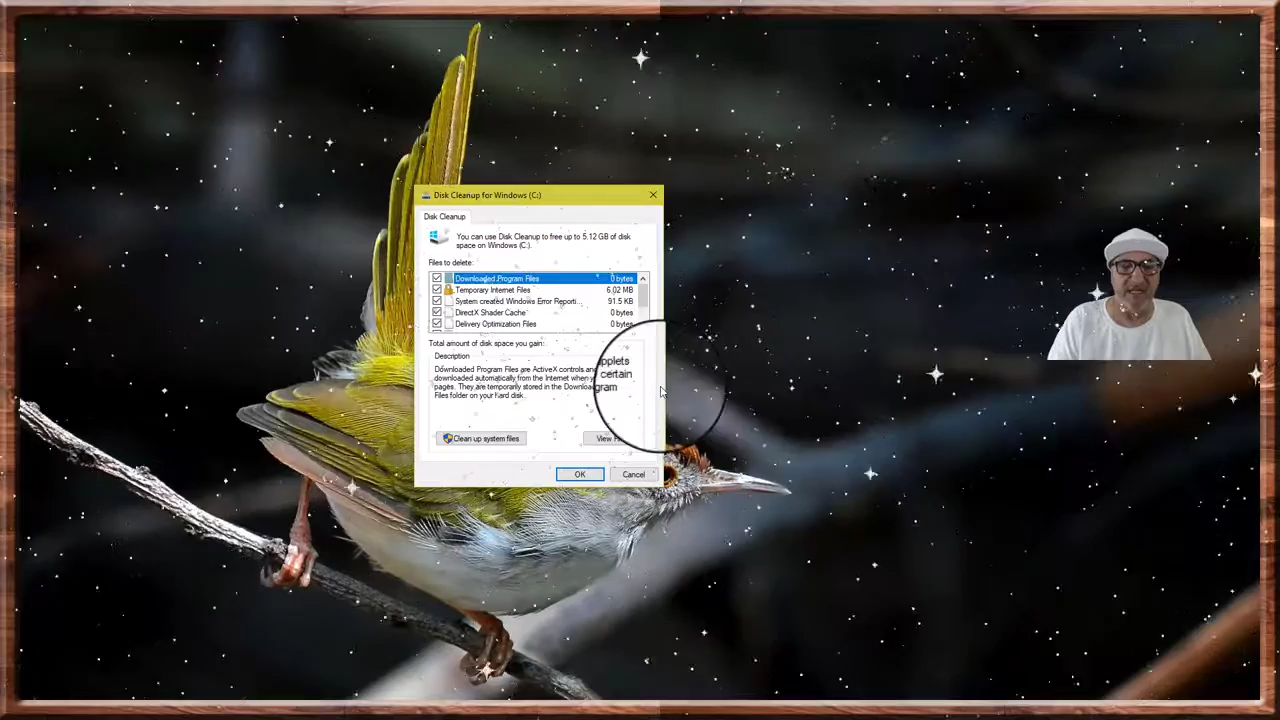 Disk Cleanup for Windows (C:)
Disk Cleanup
You can use Disk Cleanup to free up to 5.12 GB of disk
space on Windows (C:).
Files to delete:
Downloaded Program Files 0 bytes
Temporary Internet Files 6.02 MB
System created Windows Error Reporti... 91.5 KB
DirectX Shader Cache 0 bytes
Delivery Optimization Files 0 bytes
Total amount of disk space you gain:
Description
Downloaded Program Files are ActiveX controls and pplets
downloaded automatically from the Internet when certain
pages. They are temporarily stored in the gram
Files folder on your hard disk.
Clean up system files
View
OK
Cancel